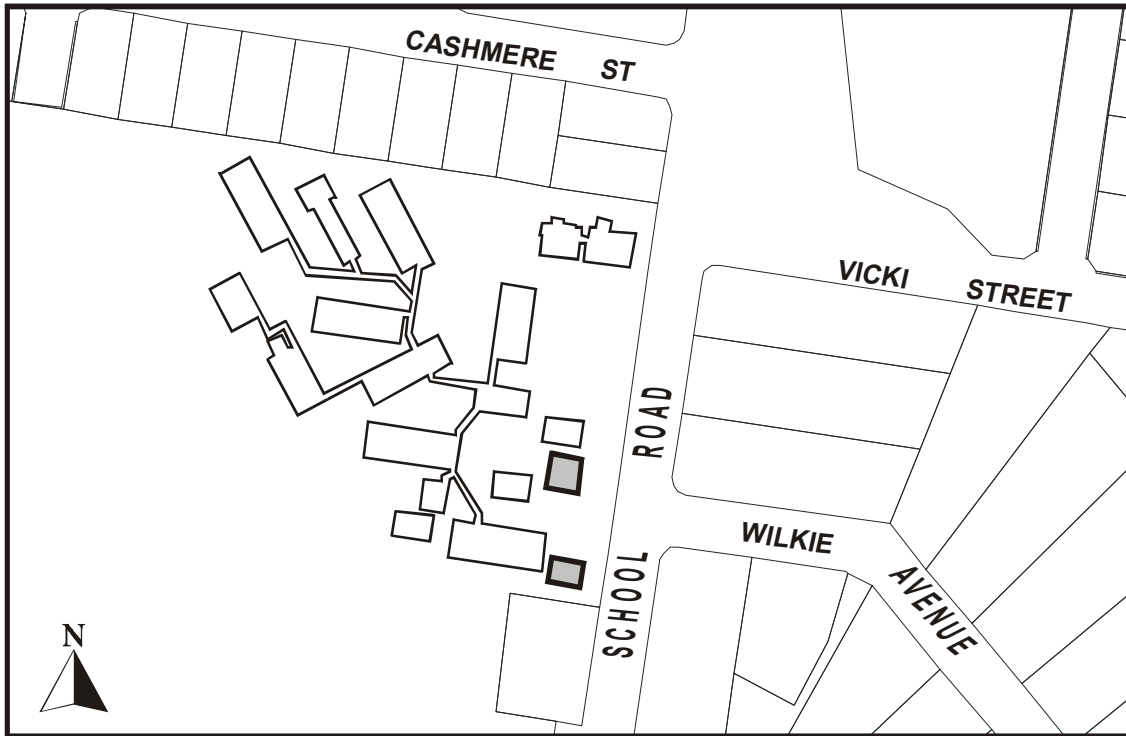 CASHMERE ST
VICKI STREET
SCHOOL ROAD
WILKIE AVENUE
N